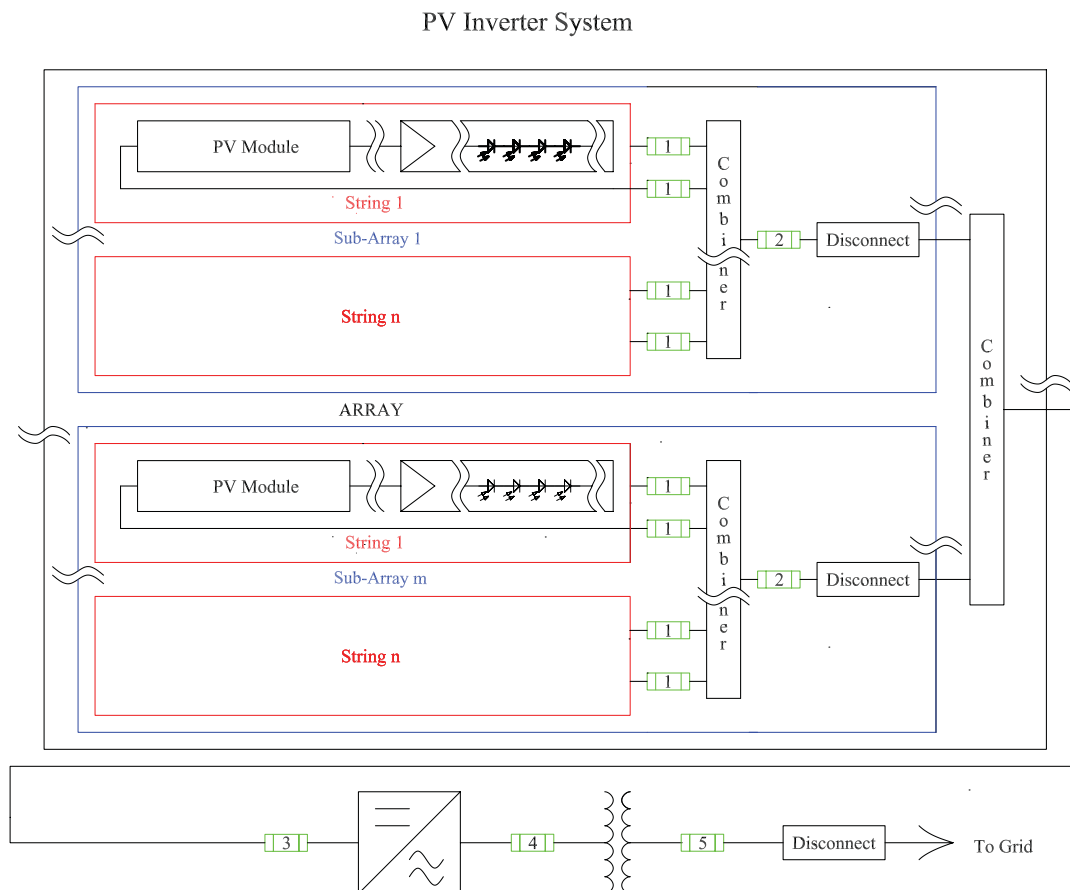 PV Inverter System
PV Module
1
1
String 1
Sub-Array 1
String n
1
1
Combiner
2
Disconnect
ARRAY
PV Module
1
1
String 1
Sub-Array m
String n
1
1
Combiner
2
Disconnect
Combiner
3
4
5
Disconnect
To Grid